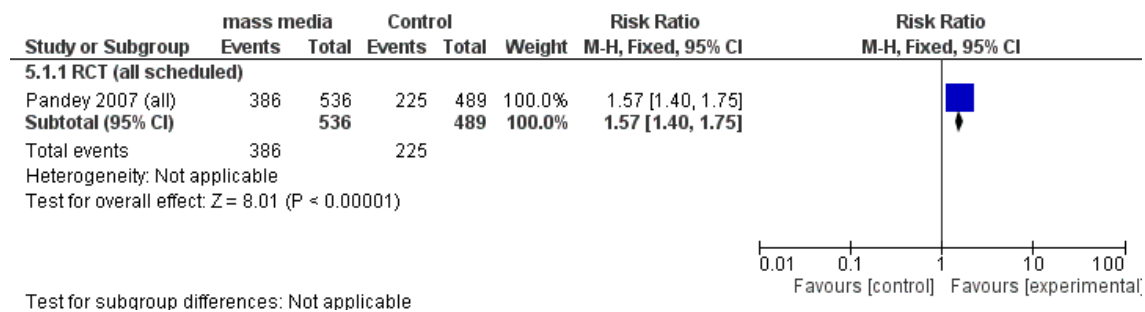 mass media Control Risk Ratio Risk Ratio
Study or Subgroup Events Total Events Total Weight M-H, Fixed, 95% CI M-H, Fixed, 95% CI
5.1.1 RCT (all scheduled)
Pandey 2007 (all) 386 536 225 489 100.0% 1.57 [1.40, 1.75]
Subtotal (95% CI) 536 489 100.0% 1.57 [1.40, 1.75]
Total events 386 225
Heterogeneity: Not applicable
Test for overall effect: Z = 8.01 (P < 0.00001)
0.01 0.1 1 10 100
Favours [control] Favours [experimental]
Test for subgroup differences: Not applicable